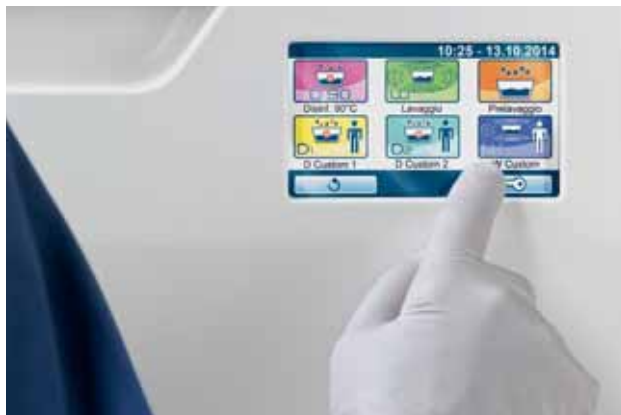 10:25 - 13.10.2014
Disinf. 90°C Lavaggio Prelavaggio
D Custom 1 D Custom 2 W Custom